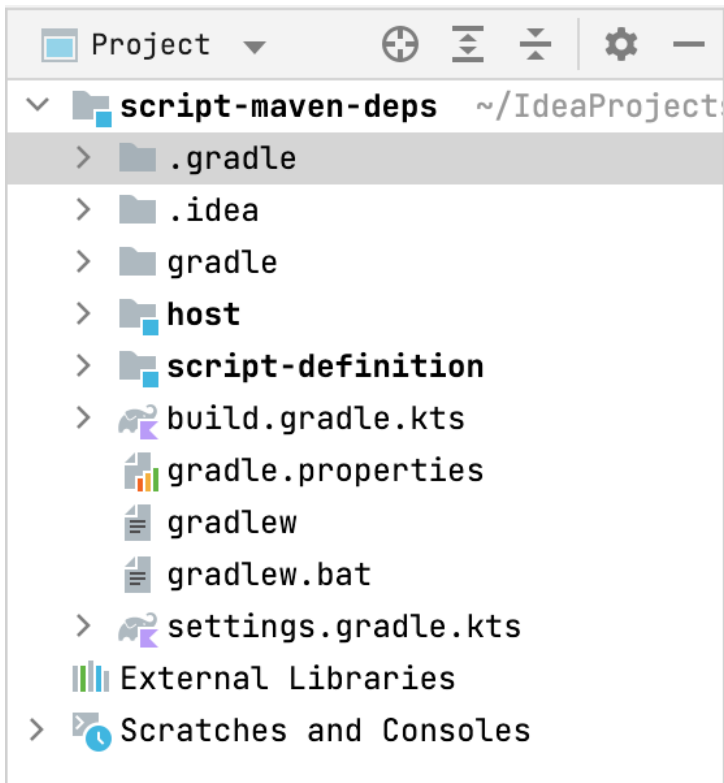 Project
script-maven-deps ~/IdeaProjects
.gradle
.idea
gradle
host
script-definition
build.gradle.kts
gradle.properties
gradlew
gradlew.bat
settings.gradle.kts
External Libraries
Scratches and Consoles